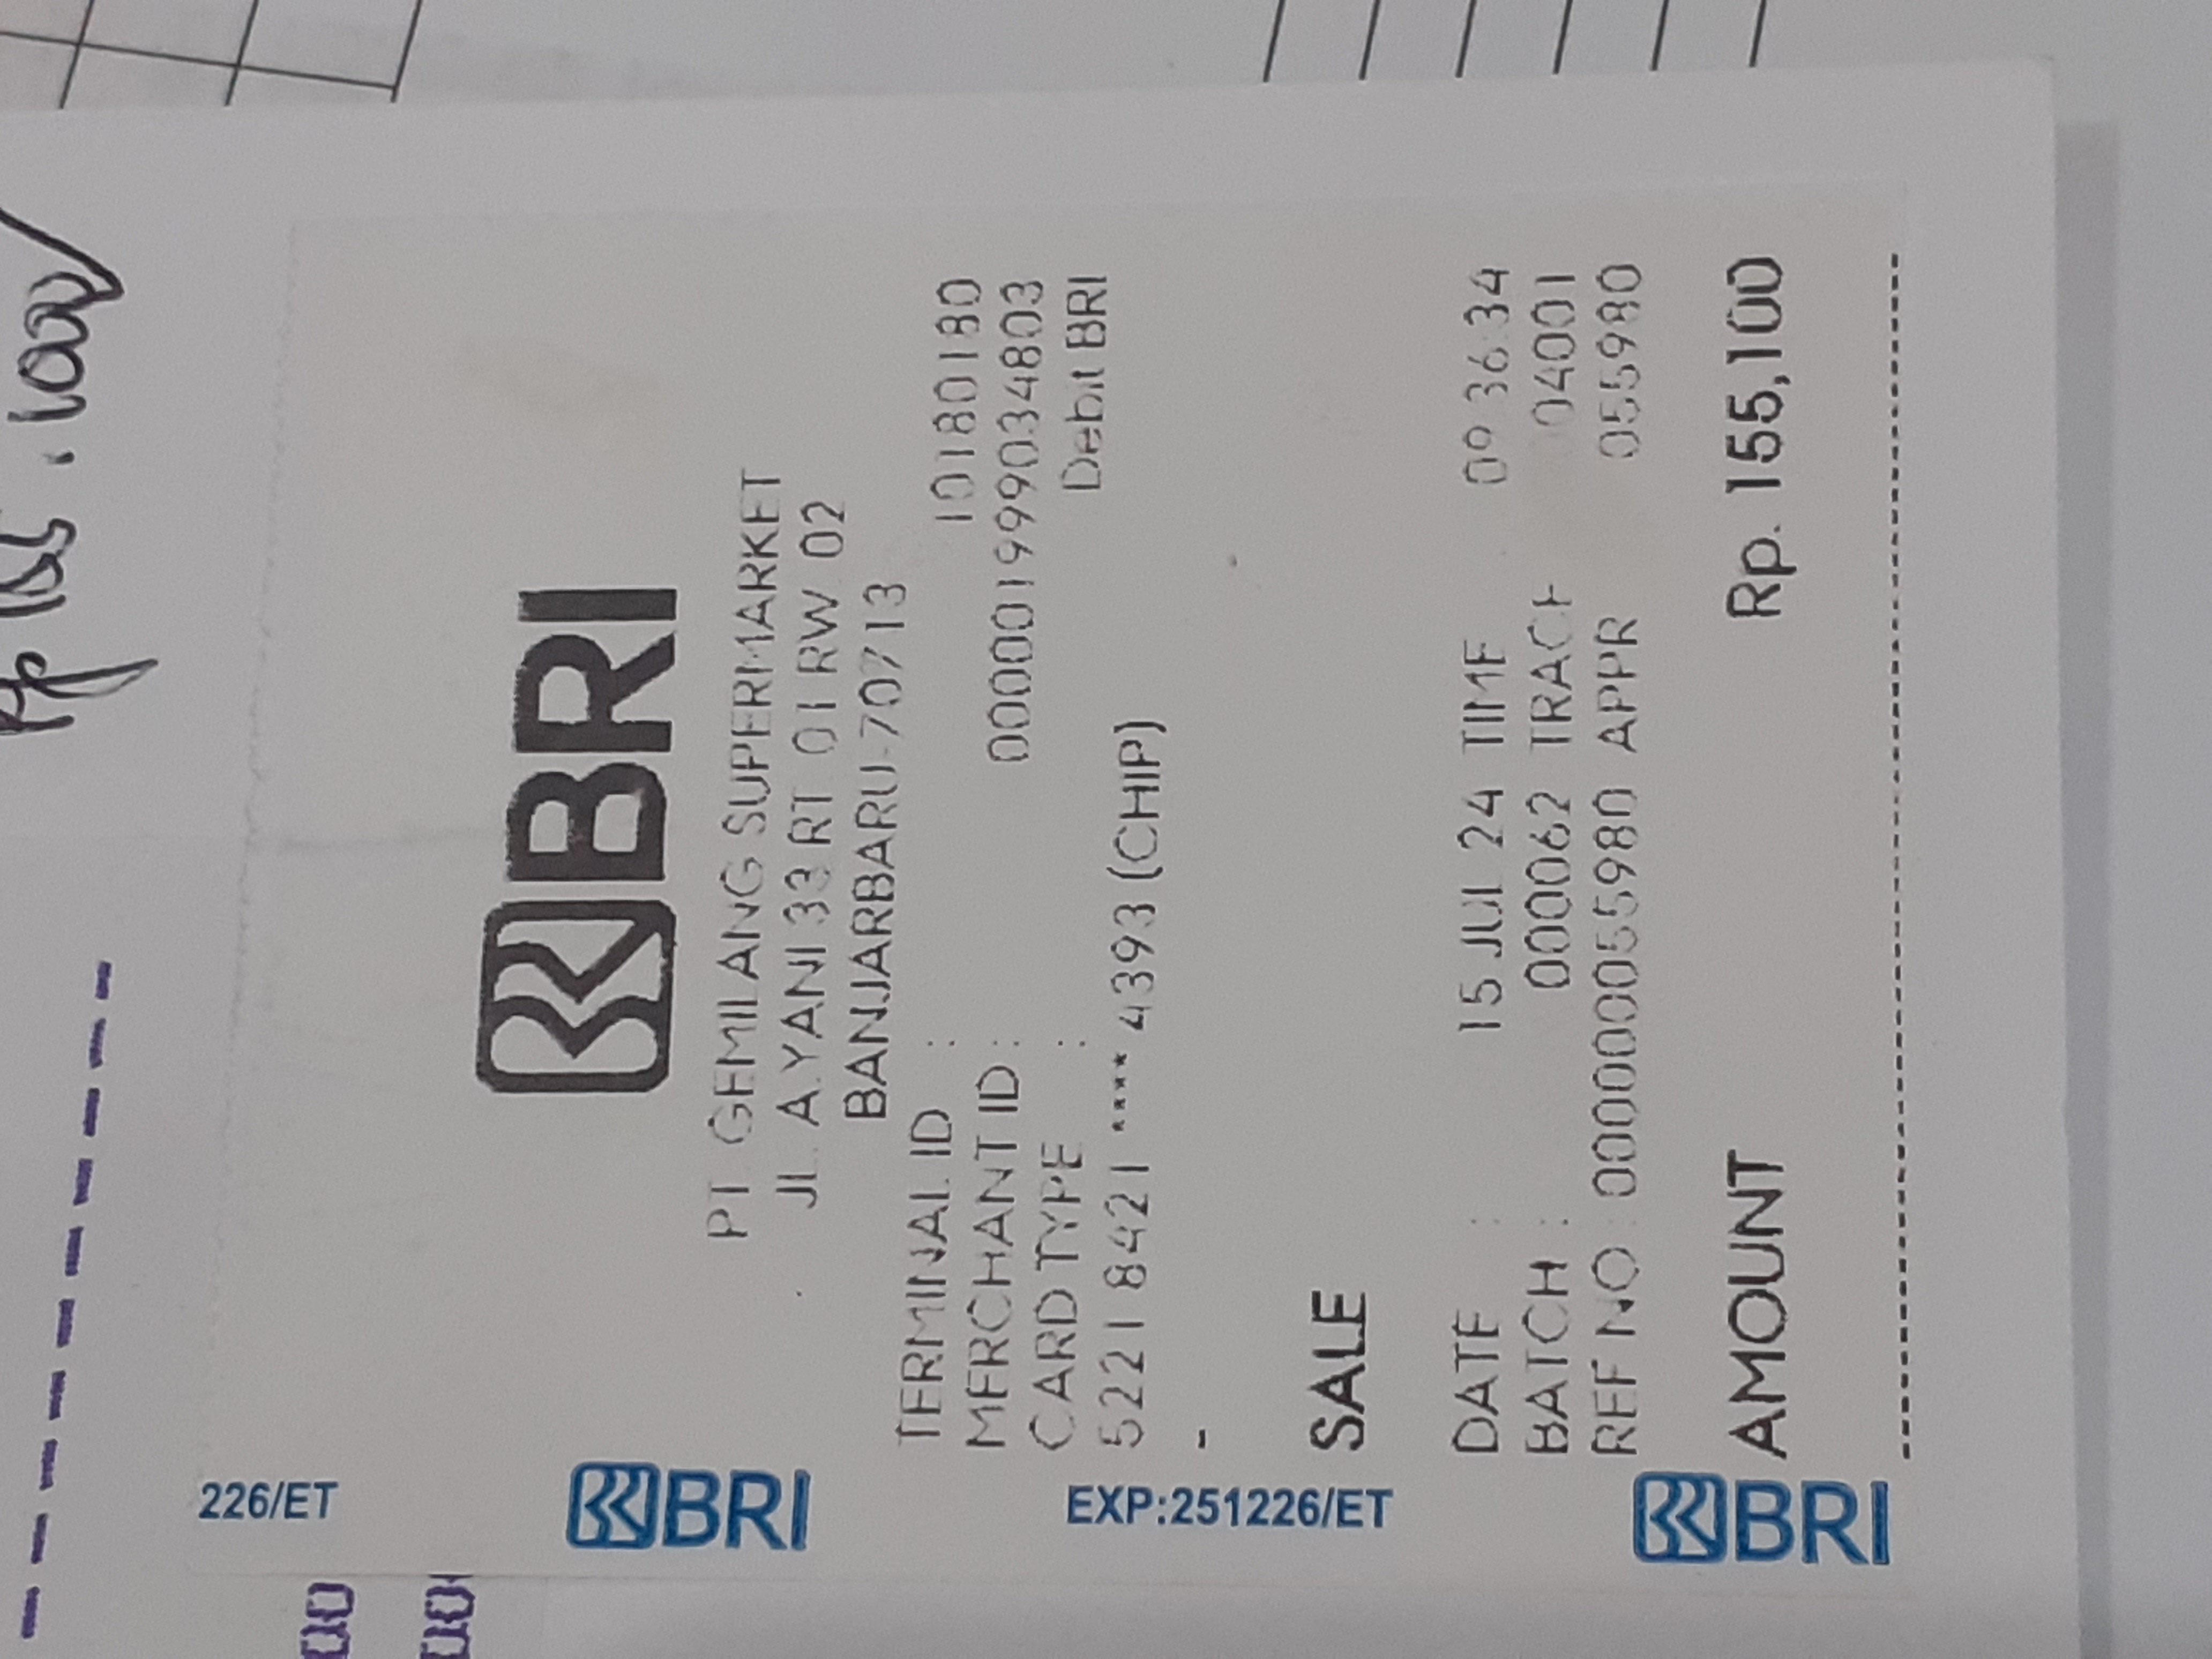 BRI
PT GEMILANG SUPERMARKET
JL. A.YANI 33 RT 01 RW 02
BANJARBARU-70713
TERMINAL ID : 10180180
MERCHANT ID : 000001999034803
CARD TYPE : Debit BRI
5221 8421 **** 4393 (CHIP)
-
SALE
DATE : 15 JUL 24 TIME 09 36:34
BATCH : 000062 TRACE 04001
REF NO : 000000055980 APPR 055980
AMOUNT Rp. 155,100
226/ET
BRI
EXP:251226/ET
BRI